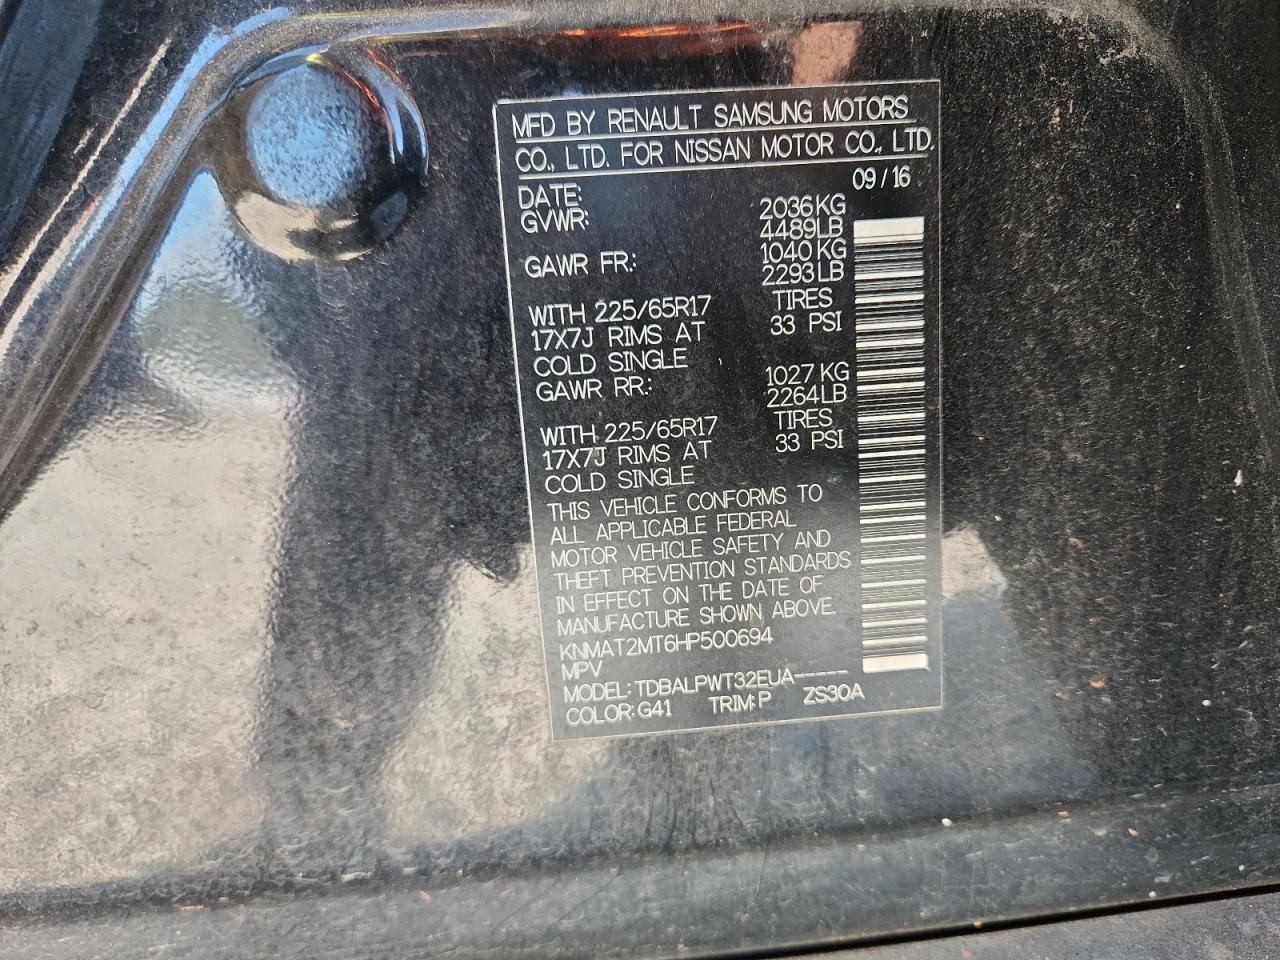 MFD BY RENAULT SAMSUNG MOTORS
CO., LTD. FOR NISSAN MOTOR CO., LTD.
DATE: 09/16
GVWR: 2036KG
4489LB
GAWR FR.: 1040KG
2293LB
WITH 225/65R17 TIRES
17X7J RIMS AT 33 PSI
COLD SINGLE
GAWR RR.: 1027KG
2264LB
WITH 225/65R17 TIRES
17X7J RIMS AT 33 PSI
COLD SINGLE
THIS VEHICLE CONFORMS TO
ALL APPLICABLE FEDERAL
MOTOR VEHICLE SAFETY AND
THEFT PREVENTION STANDARDS
IN EFFECT ON THE DATE OF
MANUFACTURE SHOWN ABOVE.
KNMAT2MT6HP500694
MPV
MODEL: TDBALPWT32EUA-----
COLOR: G41 TRIM: P ZS30A